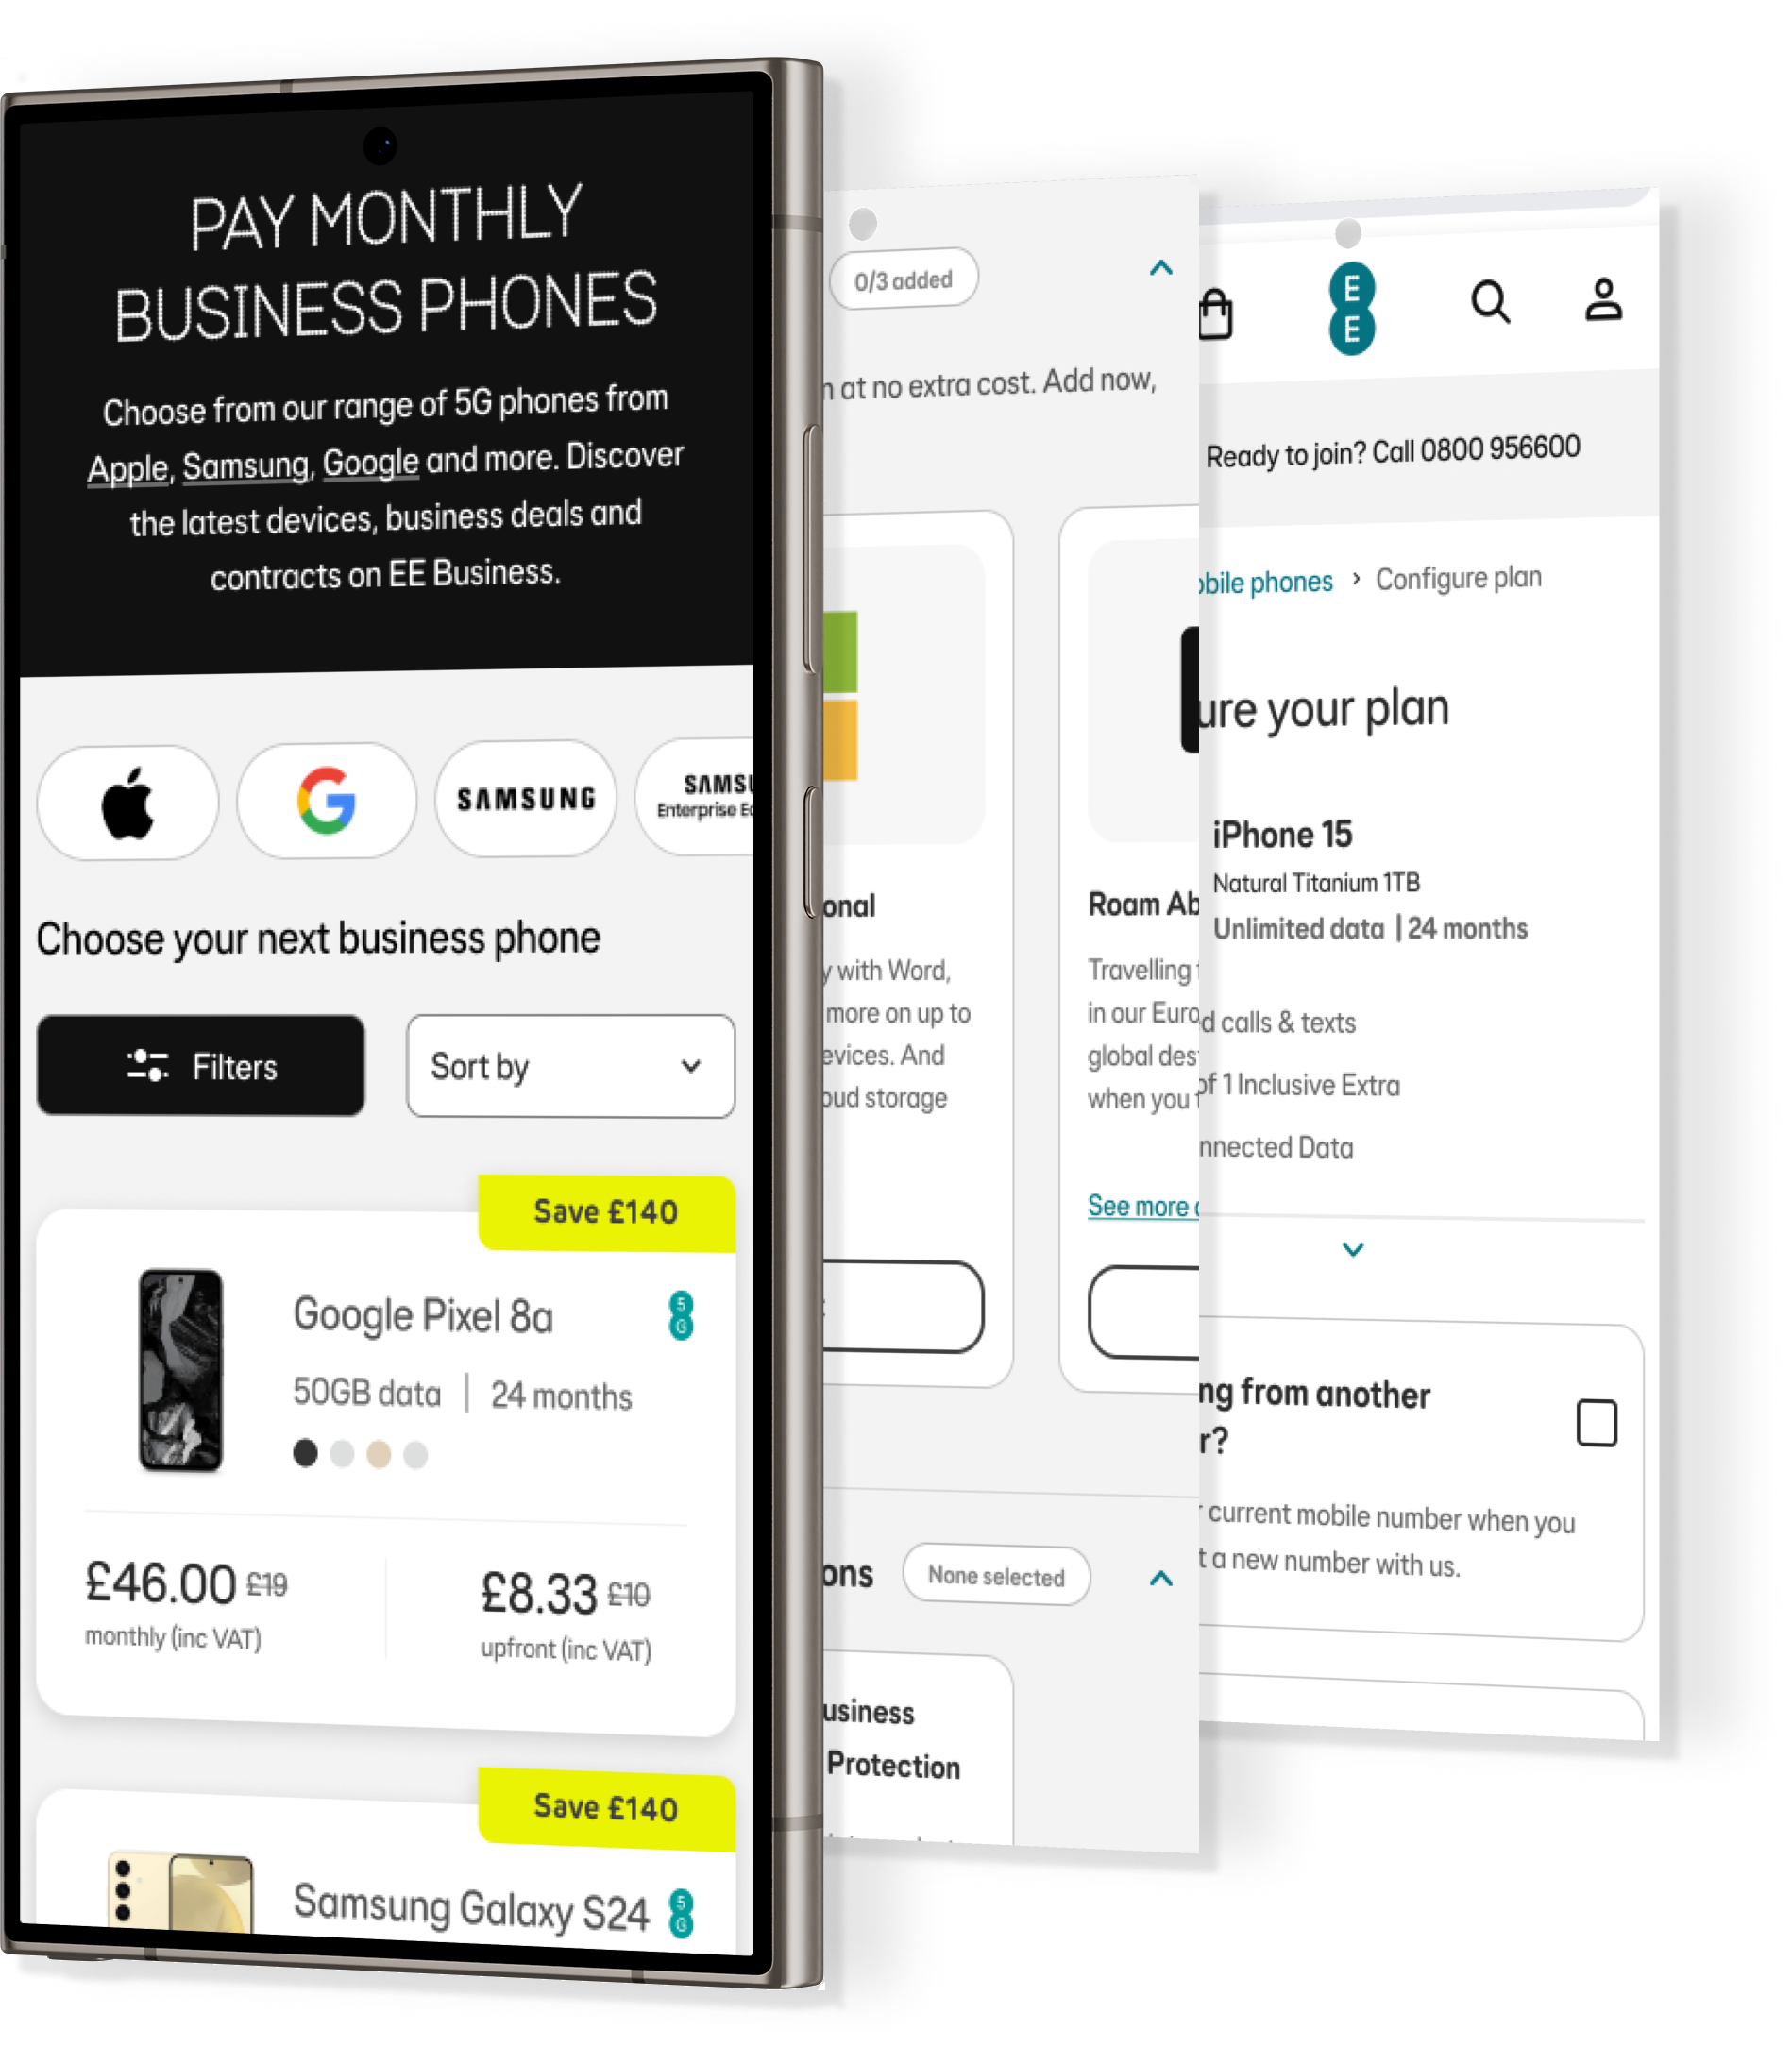 PAY MONTHLY
BUSINESS PHONES
Choose from our range of 5G phones from
Apple, Samsung, Google and more. Discover
the latest devices, business deals and
contracts on EE Business.
SAMSUNG
Enterprise
Choose your next business phone
Filters
Sort by
Save £140
Google Pixel 8a
5G
50GB data | 24 months
£46.00 £19
monthly (inc VAT)
£8.33 £10
upfront (inc VAT)
Save £140
Samsung Galaxy S24
5G
0/3 added
at no extra cost. Add now,
onal
with Word,
more on up to
evices. And
oud storage
Roam Ab
Travelling
in our Euro
global des
when you
See more
ons
None selected
usiness
Protection
EE
Ready to join? Call 0800 956600
obile phones > Configure plan
ure your plan
iPhone 15
Natural Titanium 1TB
Unlimited data | 24 months
d calls & texts
of 1 Inclusive Extra
nnected Data
ng from another
r?
current mobile number when you
t a new number with us.